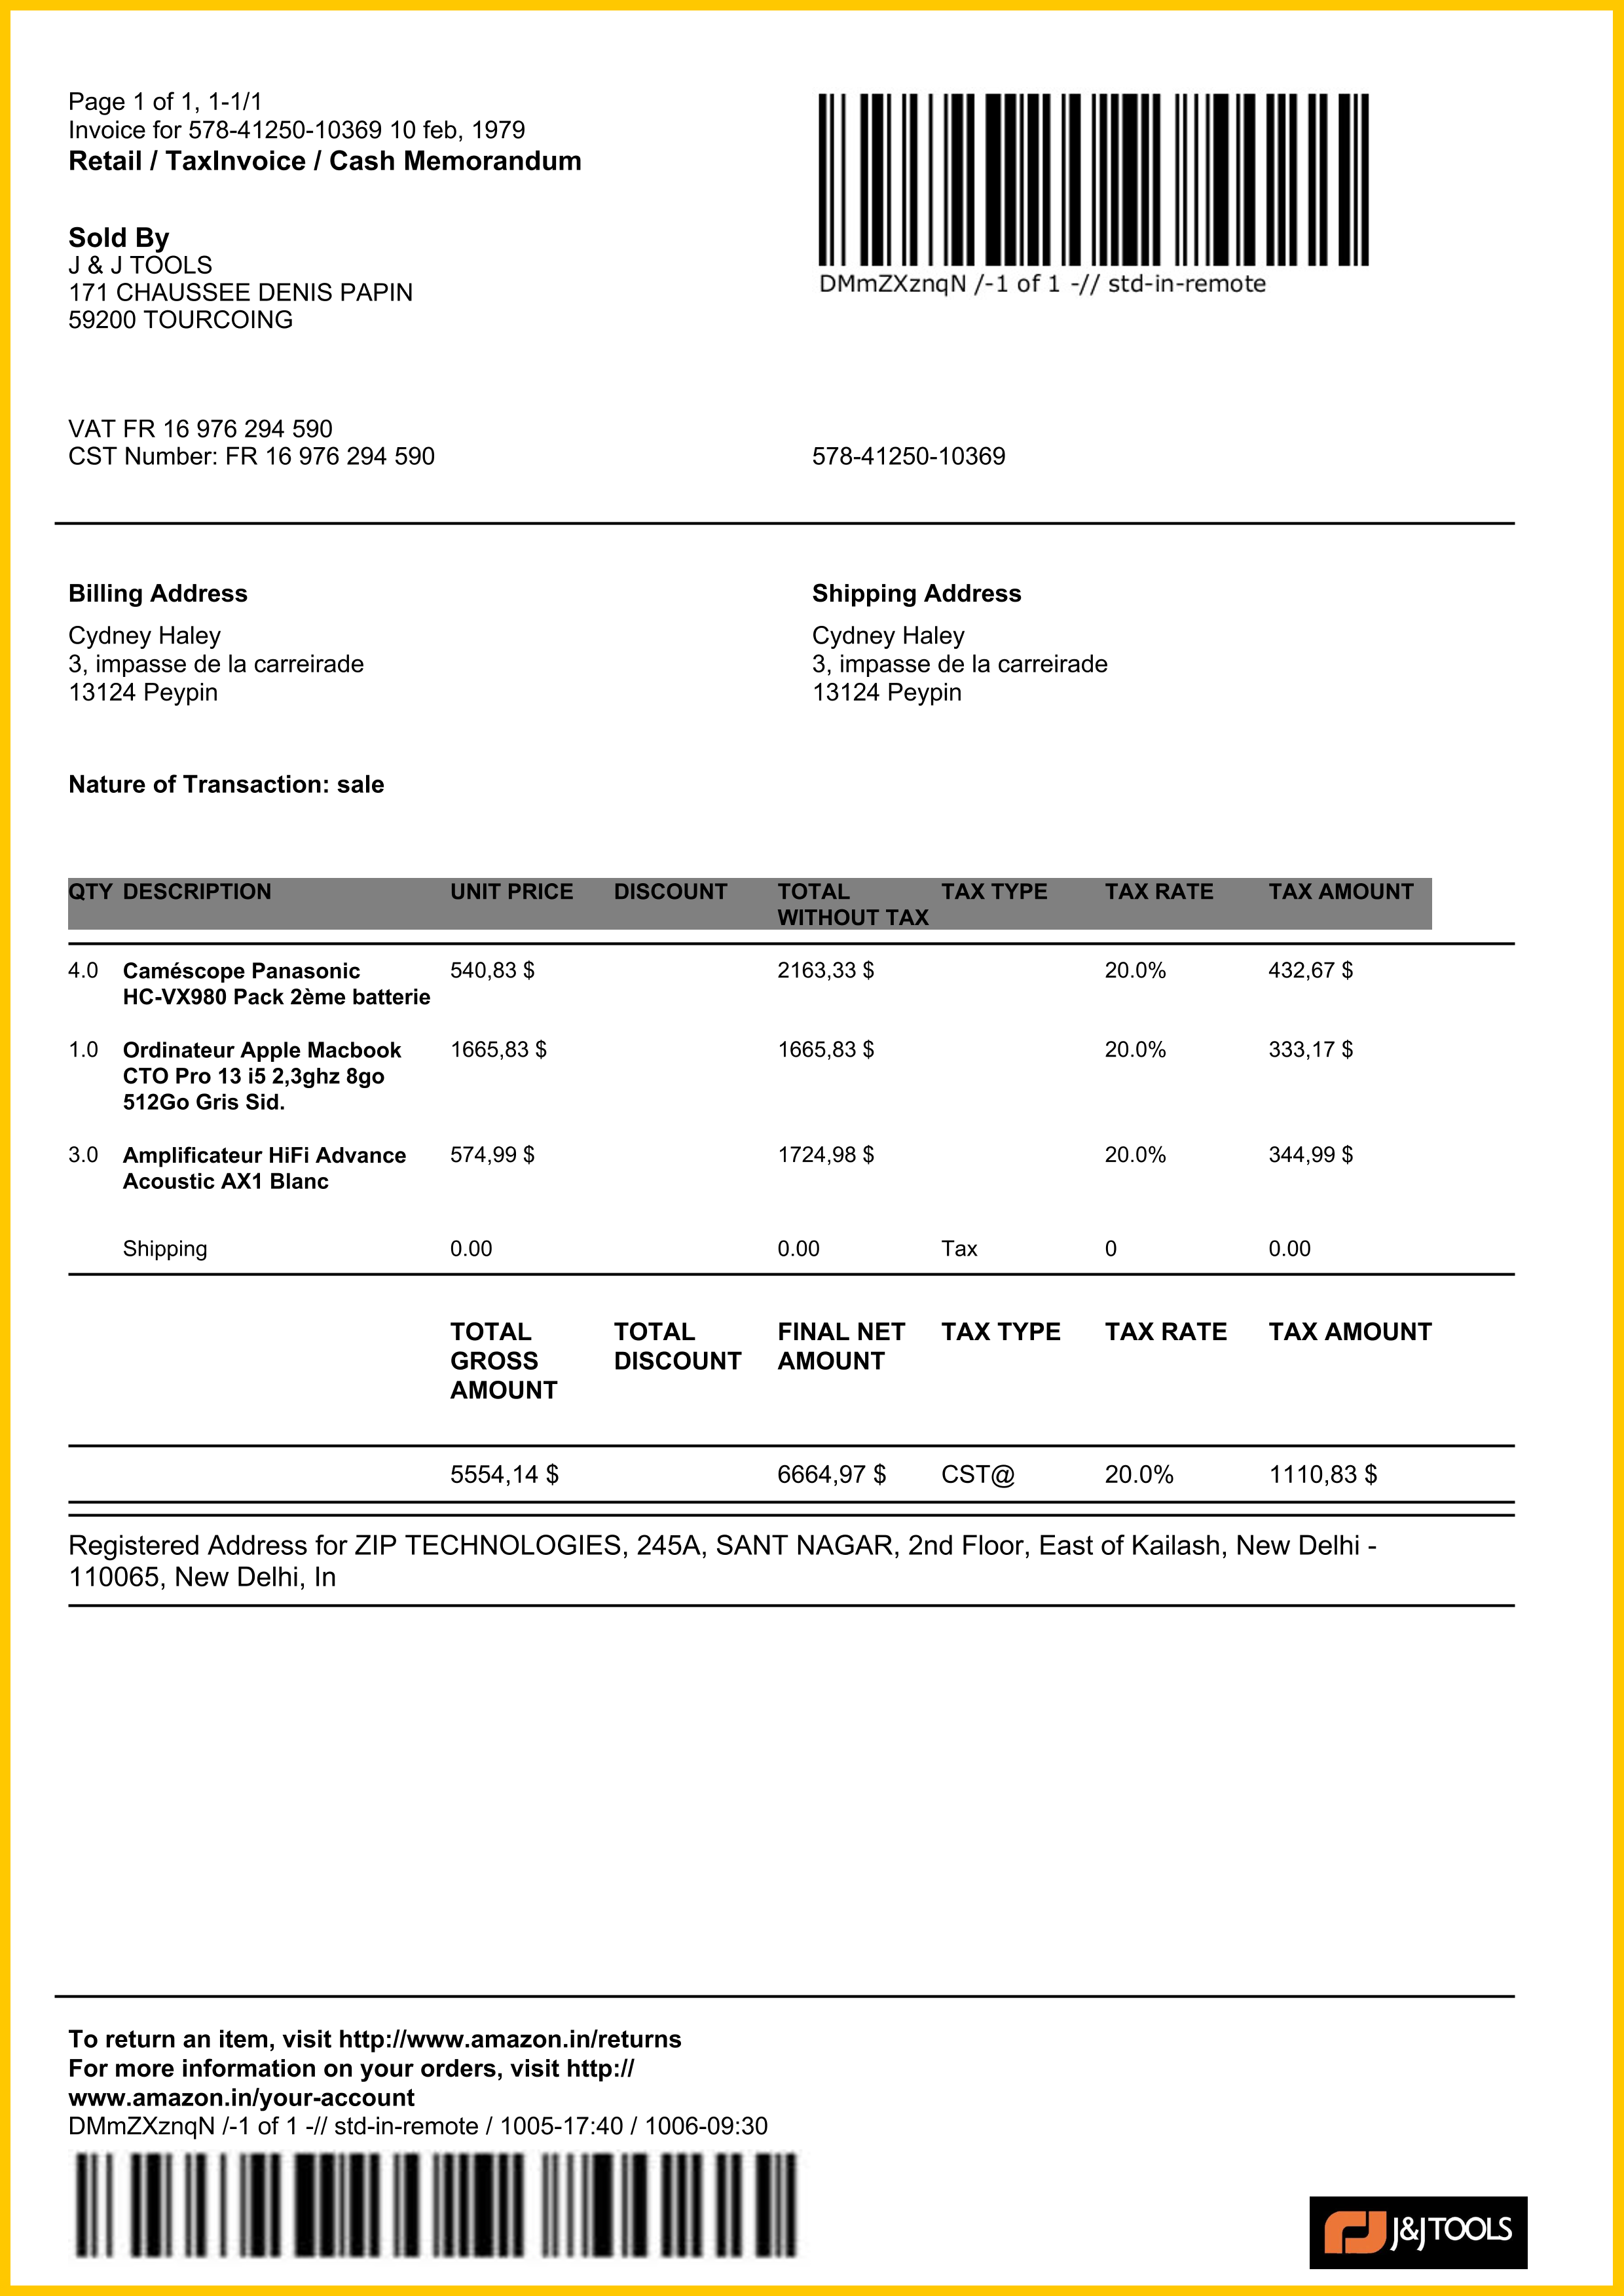 Page 1 of 1, 1-1/1
Invoice for 578-41250-10369 10 feb, 1979
Retail / TaxInvoice / Cash Memorandum
DMmZXznqN /-1 of 1 -// std-in-remote
Sold By
J & J TOOLS
171 CHAUSSEE DENIS PAPIN
59200 TOURCOING
VAT FR 16 976 294 590
CST Number: FR 16 976 294 590
578-41250-10369
Billing Address
Cydney Haley
3, impasse de la carreirade
13124 Peypin
Shipping Address
Cydney Haley
3, impasse de la carreirade
13124 Peypin
Nature of Transaction: sale
QTY DESCRIPTION UNIT PRICE DISCOUNT TOTAL TAX TYPE TAX RATE TAX AMOUNT
WITHOUT TAX
4.0 Caméscope Panasonic 540,83 $ 2163,33 $ 20.0% 432,67 $
HC-VX980 Pack 2ème batterie
1.0 Ordinateur Apple Macbook 1665,83 $ 1665,83 $ 20.0% 333,17 $
CTO Pro 13 i5 2,3ghz 8go
512Go Gris Sid.
3.0 Amplificateur HiFi Advance 574,99 $ 1724,98 $ 20.0% 344,99 $
Acoustic AX1 Blanc
Shipping 0.00 0.00 Tax 0 0.00
TOTAL TOTAL FINAL NET TAX TYPE TAX RATE TAX AMOUNT
GROSS DISCOUNT AMOUNT
AMOUNT
5554,14 $ 6664,97 $ CST@ 20.0% 1110,83 $
Registered Address for ZIP TECHNOLOGIES, 245A, SANT NAGAR, 2nd Floor, East of Kailash, New Delhi -
110065, New Delhi, In
To return an item, visit http://www.amazon.in/returns
For more information on your orders, visit http://
www.amazon.in/your-account
DMmZXznqN /-1 of 1 -// std-in-remote / 1005-17:40 / 1006-09:30
J&J TOOLS